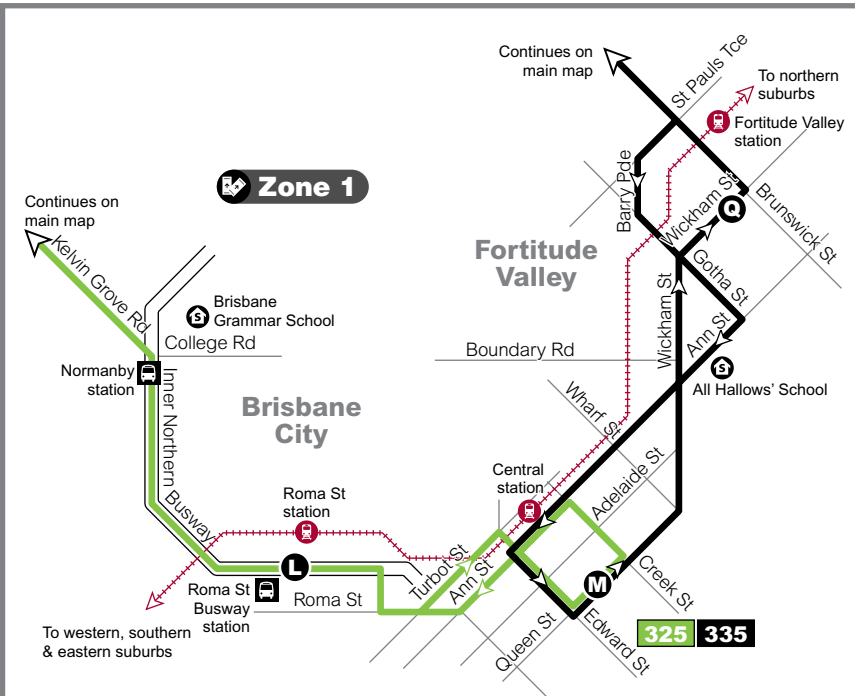 Continues on
main map
St Pauls Tce
To northern
suburbs
Fortitude Valley
station
Zone 1
Barry Pde
Wickham St
Q
Brunswick St
Continues on
main map
Kelvin Grove Rd
Fortitude
Valley
Gotha St
Brisbane
Grammar School
S
College Rd
Wickham St
Ann St
Boundary Rd
Normanby
station
S
All Hallows' School
Inner Northern Busway
Brisbane
City
Wharf St
Adelaide St
Central
station
Roma St
station
L
Turbot St
Ann St
Creek St
M
Roma St
Busway
station
Roma St
Queen St
Edward St
To western, southern
& eastern suburbs
325 335